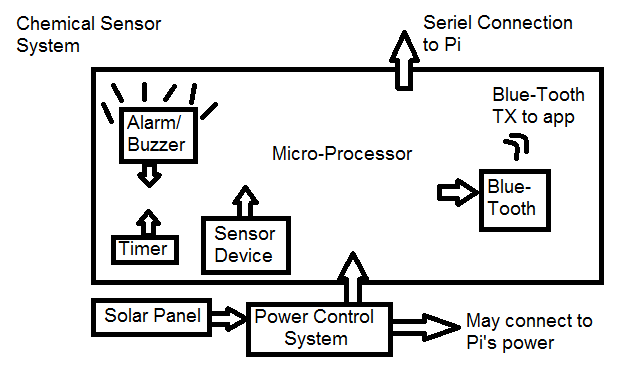 Chemical Sensor
System
Seriel Connection
to Pi
Alarm/
Buzzer
Blue-Tooth
TX to app
Micro-Processor
Blue-
Tooth
Timer
Sensor
Device
Solar Panel
Power Control
System
May connect to
Pi's power